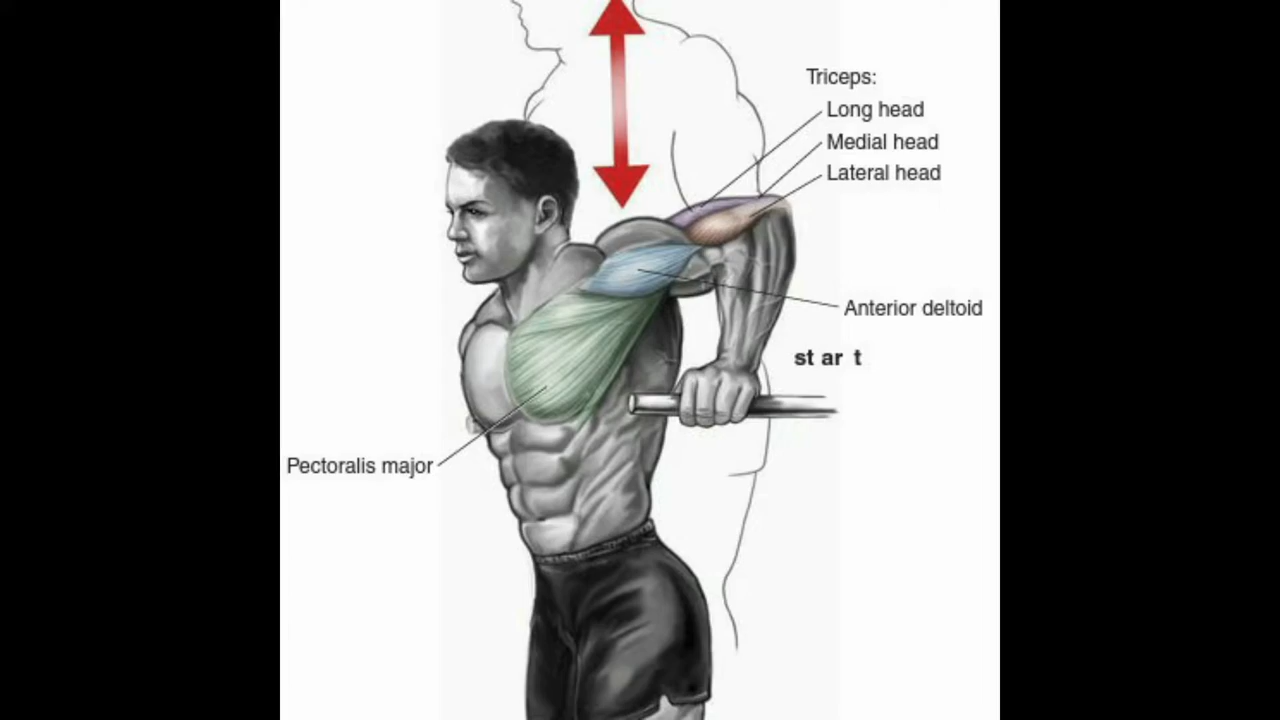 Triceps:
Long head
Medial head
Lateral head
Anterior deltoid
st ar t
Pectoralis major